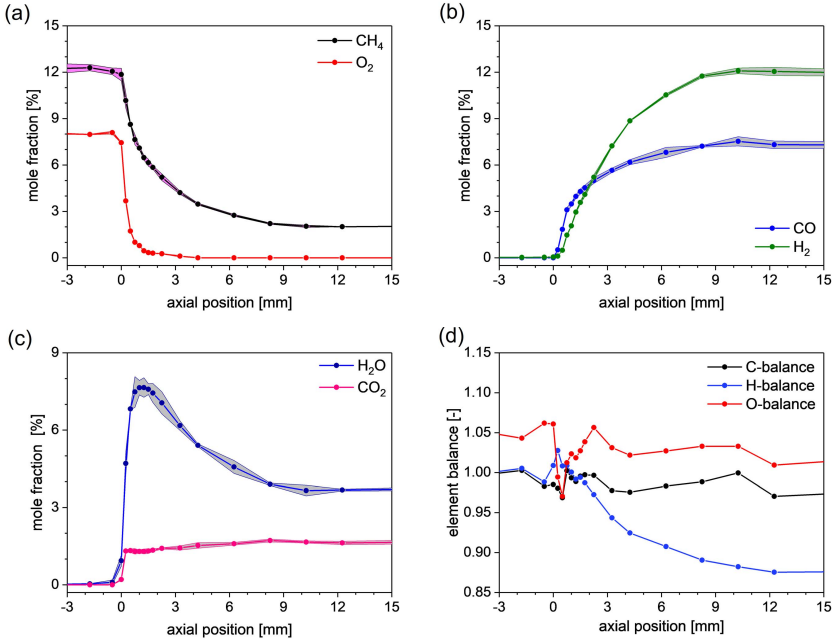 (a)
CH4
O2
mole fraction [%]
15
12
9
6
3
0
-3 0 3 6 9 12 15
axial position [mm]
(b)
mole fraction [%]
15
12
9
6
3
0
CO
H2
-3 0 3 6 9 12 15
axial position [mm]
(c)
H2O
CO2
mole fraction [%]
9
6
3
0
-3 0 3 6 9 12 15
axial position [mm]
(d)
C-balance
H-balance
O-balance
element balance [-]
1.15
1.10
1.05
1.00
0.95
0.90
0.85
-3 0 3 6 9 12 15
axial position [mm]